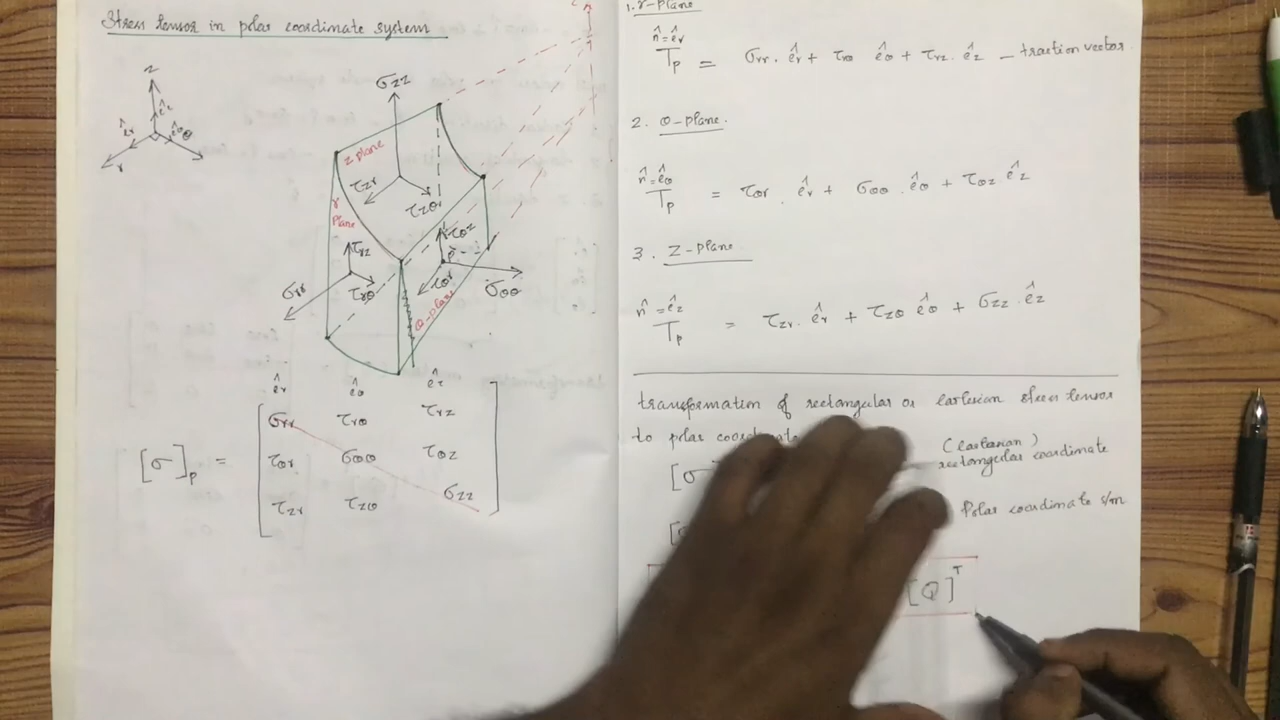 Stress tensor in polar coordinate system
z
êz
êr
êθ θ
r
σzz
z plane
τzr
τzθ
r plane
τrz
τrθ
σrr
τθz
P
τθr
σθθ
θ-plane
êr êθ êz
[σ]p =
σrr τrθ τrz
τθr σθθ τθz
τzr τzθ σzz
1. r-plane
n̂=êr
Tp = σrr. êr + τrθ êθ + τrz. êz - traction vector
2. θ-plane.
n̂=êθ
Tp = τθr. êr + σθθ. êθ + τθz êz
3. z-plane
n̂=êz
Tp = τzr. êr + τzθ êθ + σzz. êz
transformation of rectangular or cartesian stress tensor
to polar coordinate
[σ
(cartesian)
rectangular coordinate
[σ
Polar coordinate s/m
[Q]ᵀ